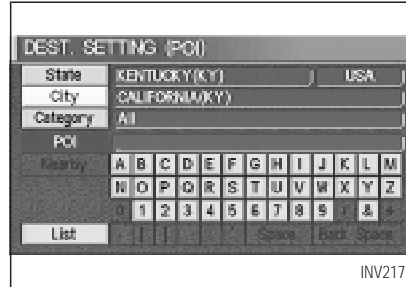 DEST. SETTING (POI)
State KENTUCKY(KY) USA
City CALIFORNIA(KY)
Category All
POI
Nearby A B C D E F G H I J K L M
N O P Q R S T U V W X Y Z
0 1 2 3 4 5 6 7 8 9 & +
List Space Back Space
INV217